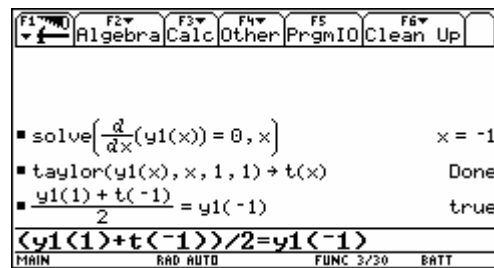 F1 F2 F3 F4 F5 F6
Algebra Calc Other PrgmIO Clean Up
▪ solve(d/dx(y1(x)) = 0, x) x = -1
▪ taylor(y1(x), x, 1, 1) → t(x) Done
▪ (y1(1) + t(-1))/2 = y1(-1) true
(y1(1)+t(-1))/2=y1(-1)
MAIN RAD AUTO FUNC 3/30 BATT